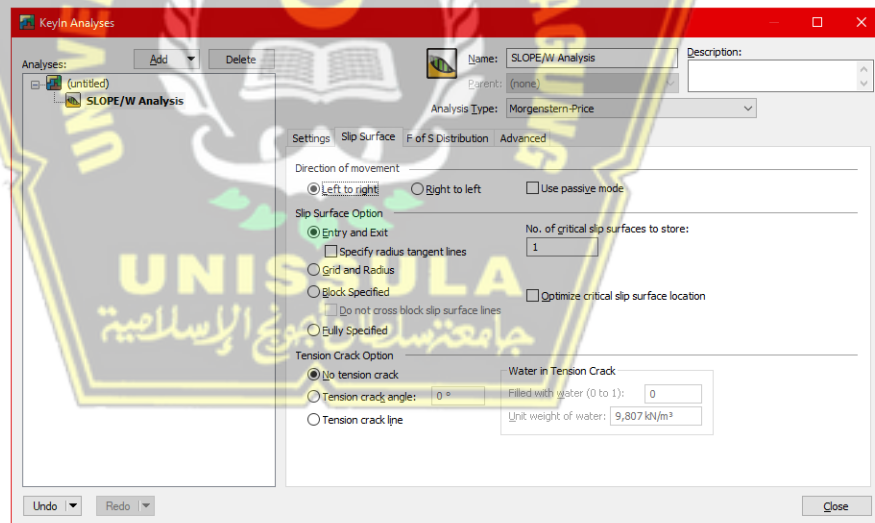 KeyIn Analyses
Analyses:
Add
Delete
(untitled)
SLOPE/W Analysis
Name:
SLOPE/W Analysis
Description:
Parent:
(none)
Analysis Type:
Morgenstern-Price
Settings
Slip Surface
F of S Distribution
Advanced
Direction of movement
Left to right
Right to left
Use passive mode
Slip Surface Option
Entry and Exit
No. of critical slip surfaces to store:
Specify radius tangent lines
1
Grid and Radius
Block Specified
Optimize critical slip surface location
Do not cross block slip surface lines
Fully Specified
Tension Crack Option
No tension crack
Water in Tension Crack
Tension crack angle:
0 °
Filled with water (0 to 1):
0
Tension crack line
Unit weight of water:
9,807 kN/m³
Undo
Redo
Close
UNISSULA
جامعة سلطان أجونج الإسلامية